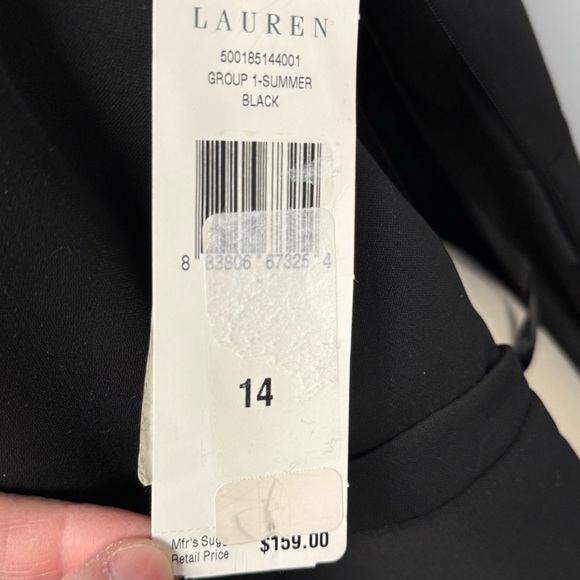 LAUREN
500185144001
GROUP 1-SUMMER
BLACK
8 83806 67325 4
14
Mfr's Sugg
Retail Price $159.00